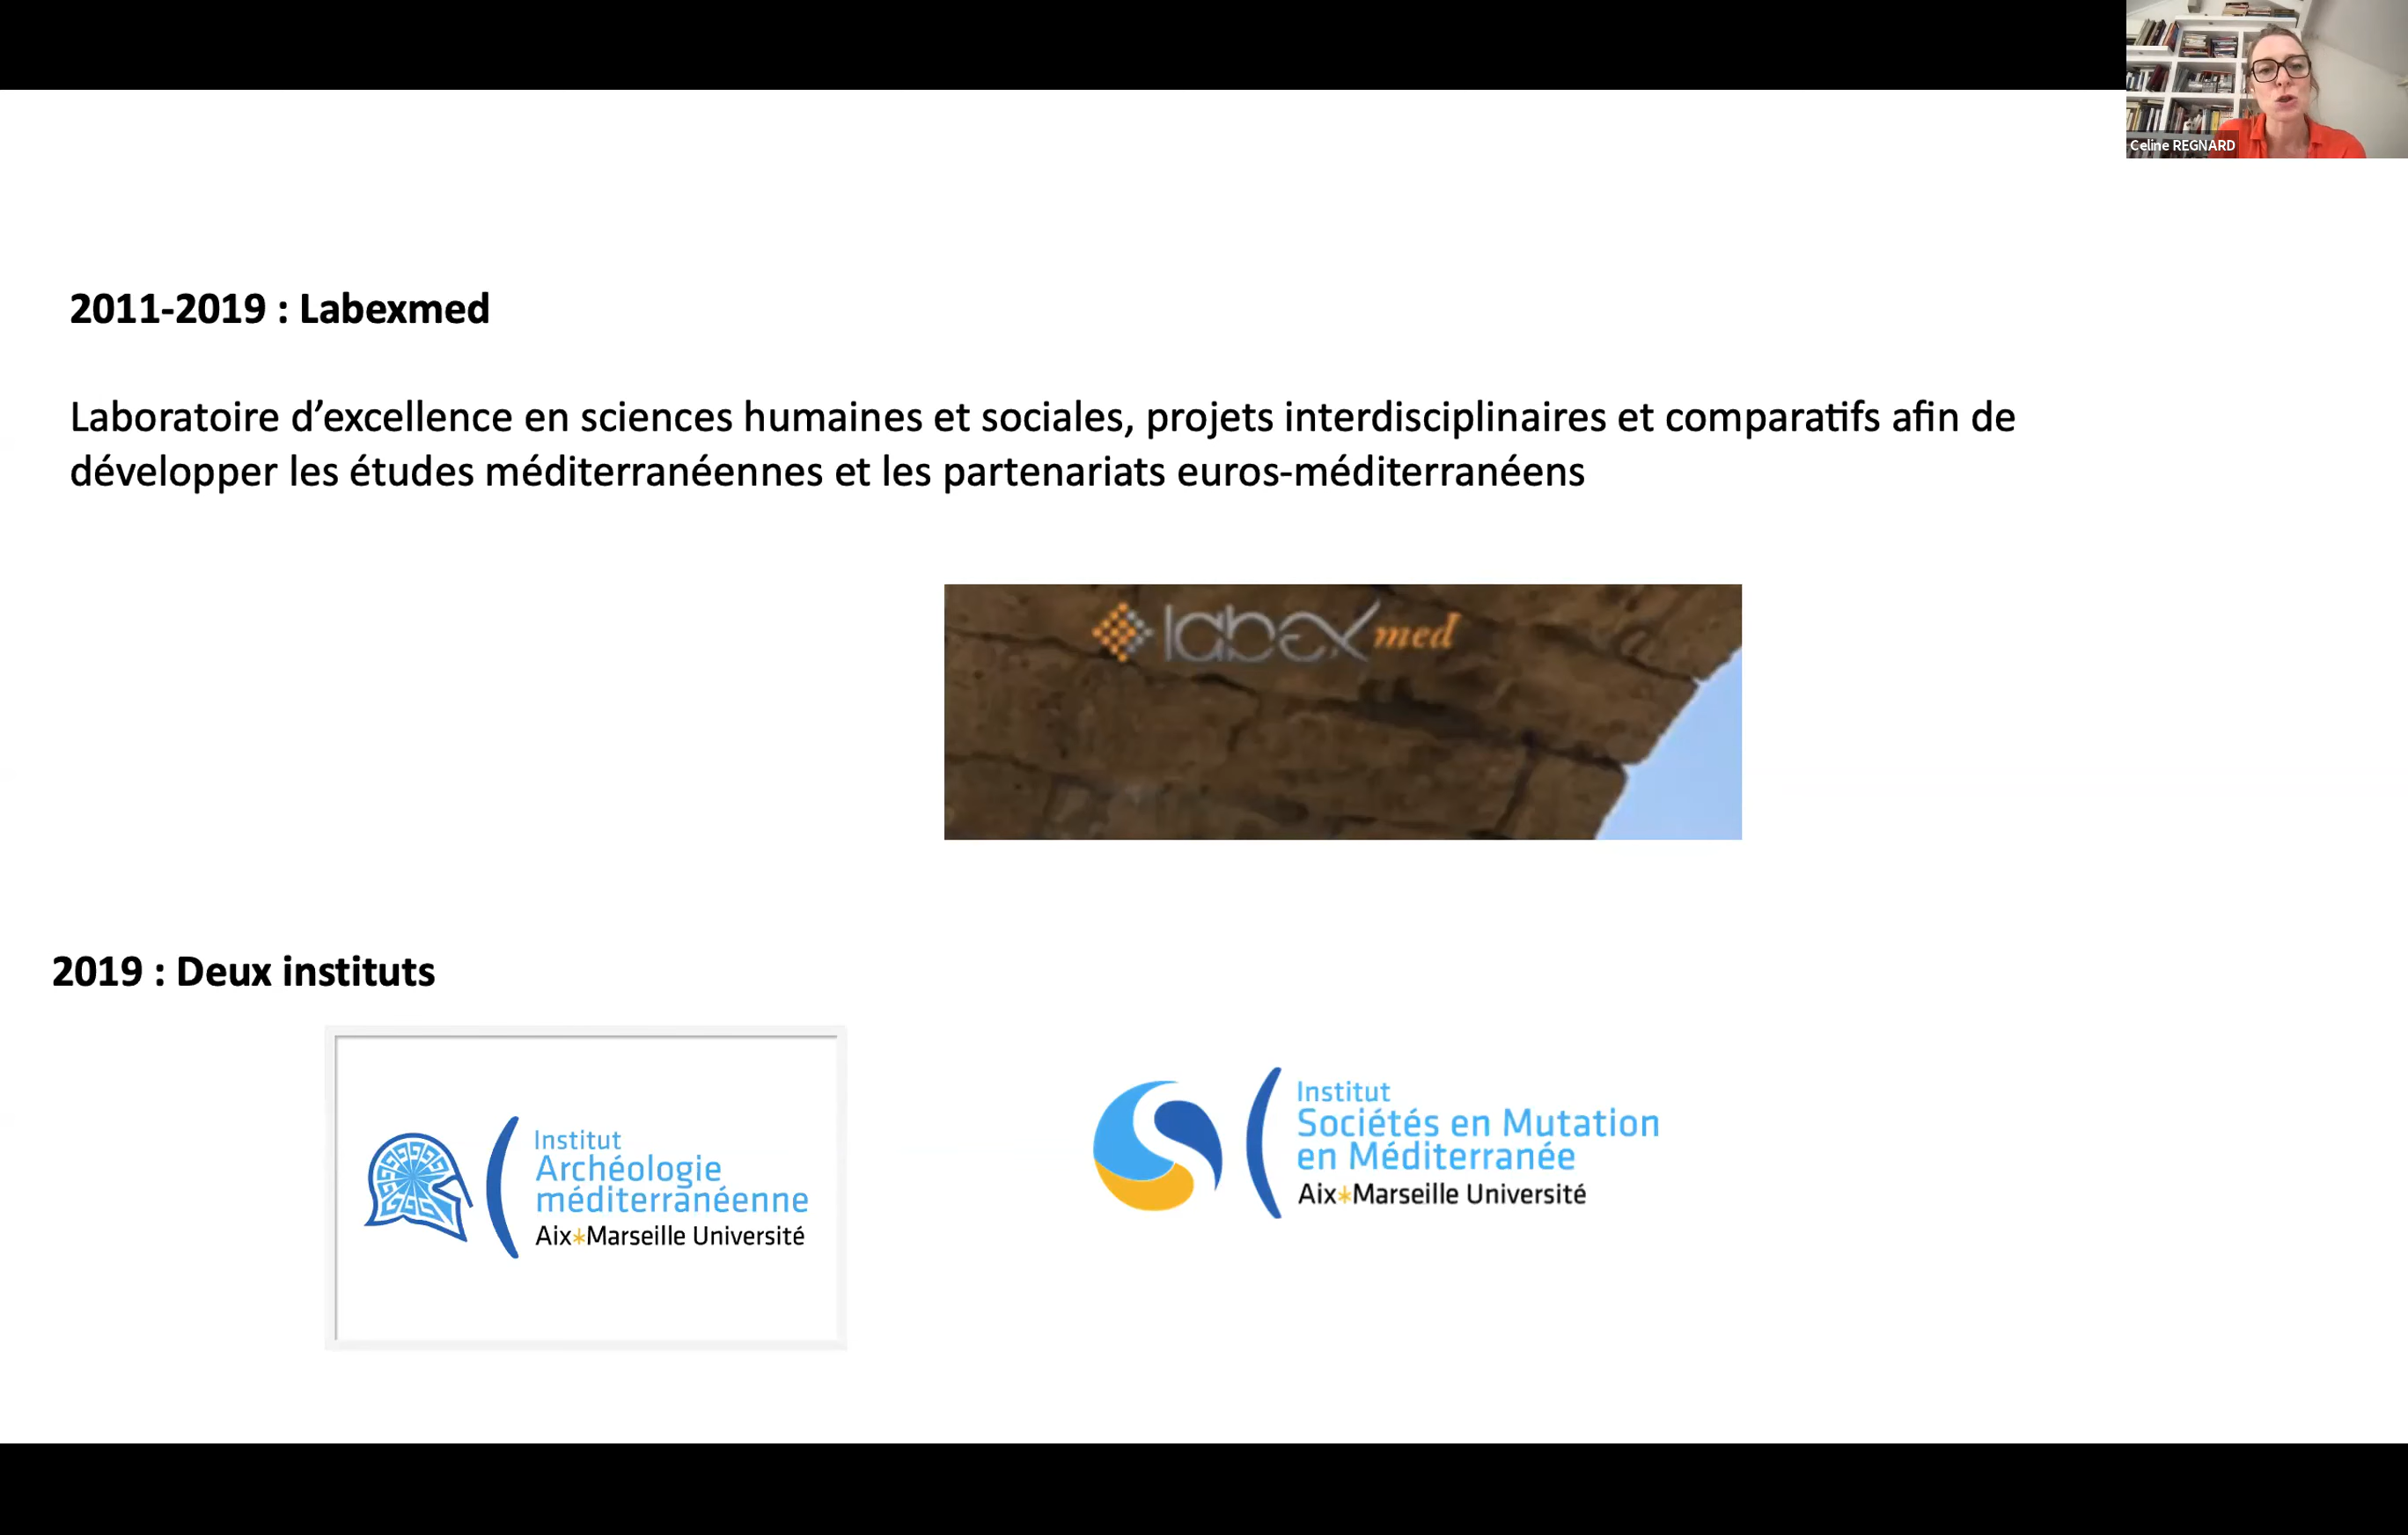 Celine REGNARD
2011-2019 : Labexmed
Laboratoire d’excellence en sciences humaines et sociales, projets interdisciplinaires et comparatifs afin de
développer les études méditerranéennes et les partenariats euros-méditerranéens
labex med
2019 : Deux instituts
Institut
Archéologie
méditerranéenne
Aix*Marseille Université
Institut
Sociétés en Mutation
en Méditerranée
Aix*Marseille Université